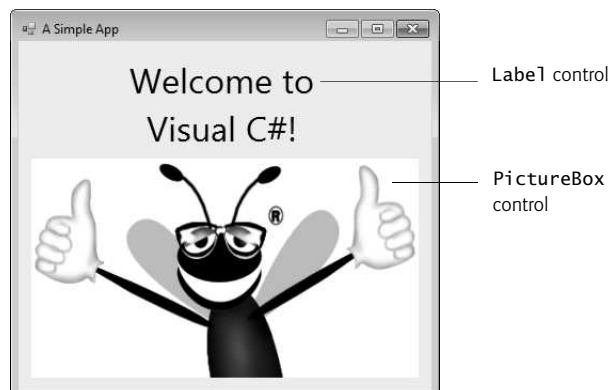 A Simple App
Welcome to
Visual C#!
Label control
PictureBox
control
®